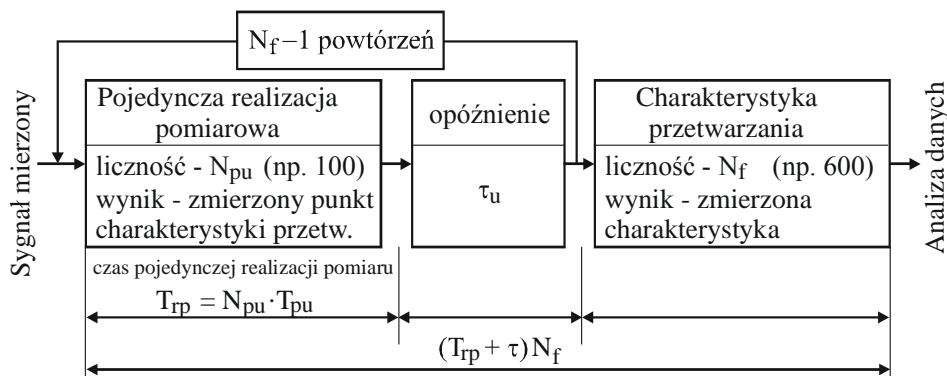 N_f−1 powtórzeń
Sygnał mierzony
Pojedyncza realizacja
pomiarowa
liczność - N_pu (np. 100)
wynik - zmierzony punkt
charakterystyki przetw.
opóźnienie
τ_u
Charakterystyka
przetwarzania
liczność - N_f (np. 600)
wynik - zmierzona
charakterystyka
Analiza danych
czas pojedynczej realizacji pomiaru
T_rp = N_pu·T_pu
(T_rp + τ) N_f